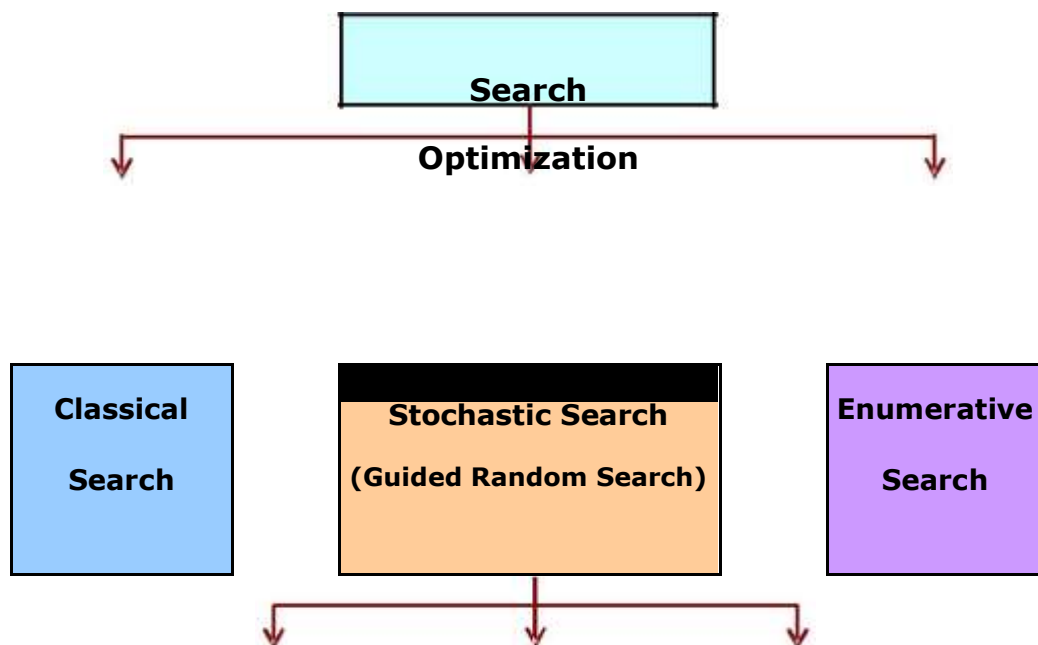 Search
Optimization
Classical
Search
Stochastic Search
(Guided Random Search)
Enumerative
Search